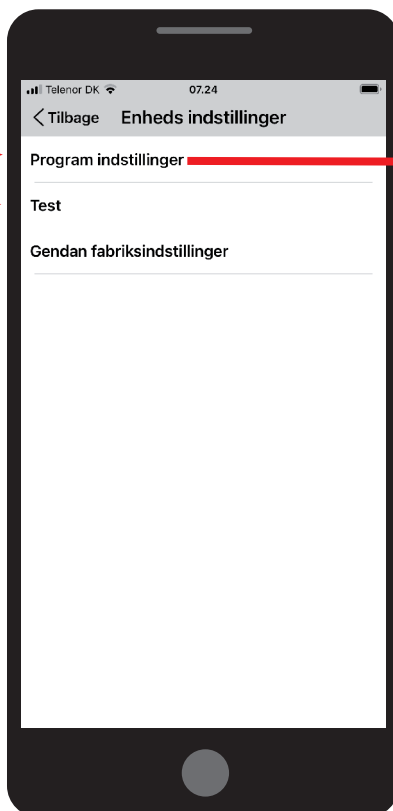 Telenor DK 07.24
Tilbage Enheds indstillinger
Program indstillinger
Test
Gendan fabriksindstillinger